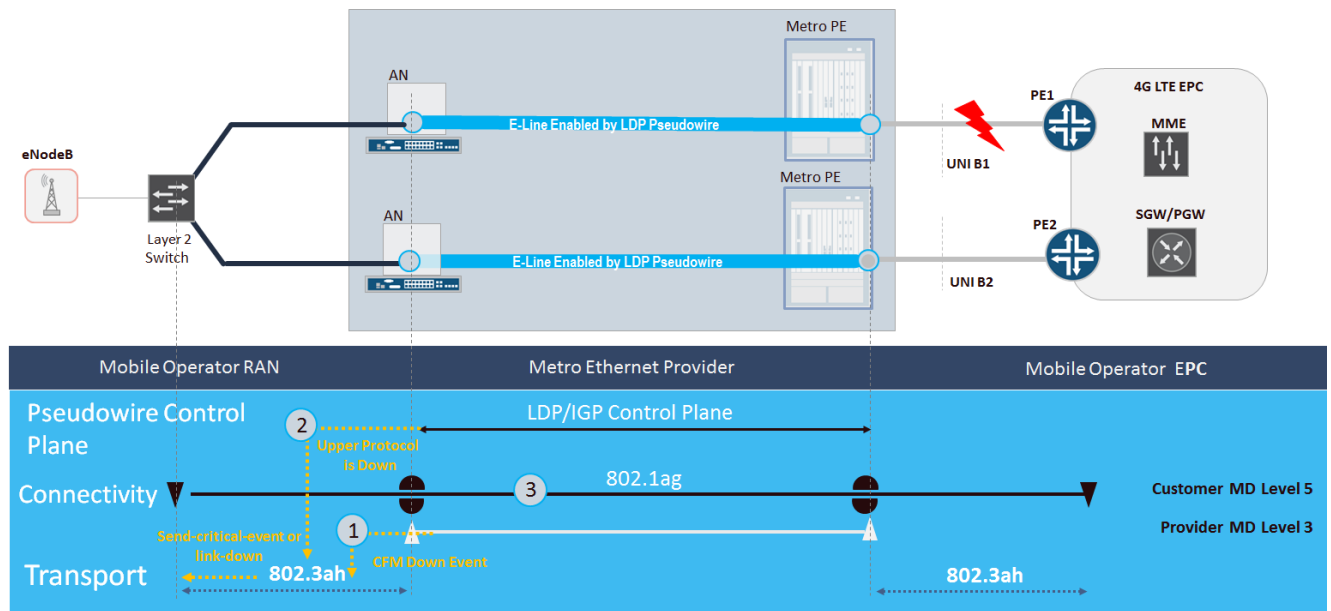 Metro PE
AN
E-Line Enabled by LDP Pseudowire
PE1
4G LTE EPC
MME
UNI B1
eNodeB
Metro PE
AN
Layer 2
Switch
E-Line Enabled by LDP Pseudowire
PE2
SGW/PGW
UNI B2
Mobile Operator RAN
Metro Ethernet Provider
Mobile Operator EPC
Pseudowire Control
Plane
2
LDP/IGP Control Plane
Upper Protocol
is Down
Connectivity
3
802.1ag
Customer MD Level 5
1
Provider MD Level 3
Send-critical-event or
link-down
CFM Down Event
Transport
802.3ah
802.3ah